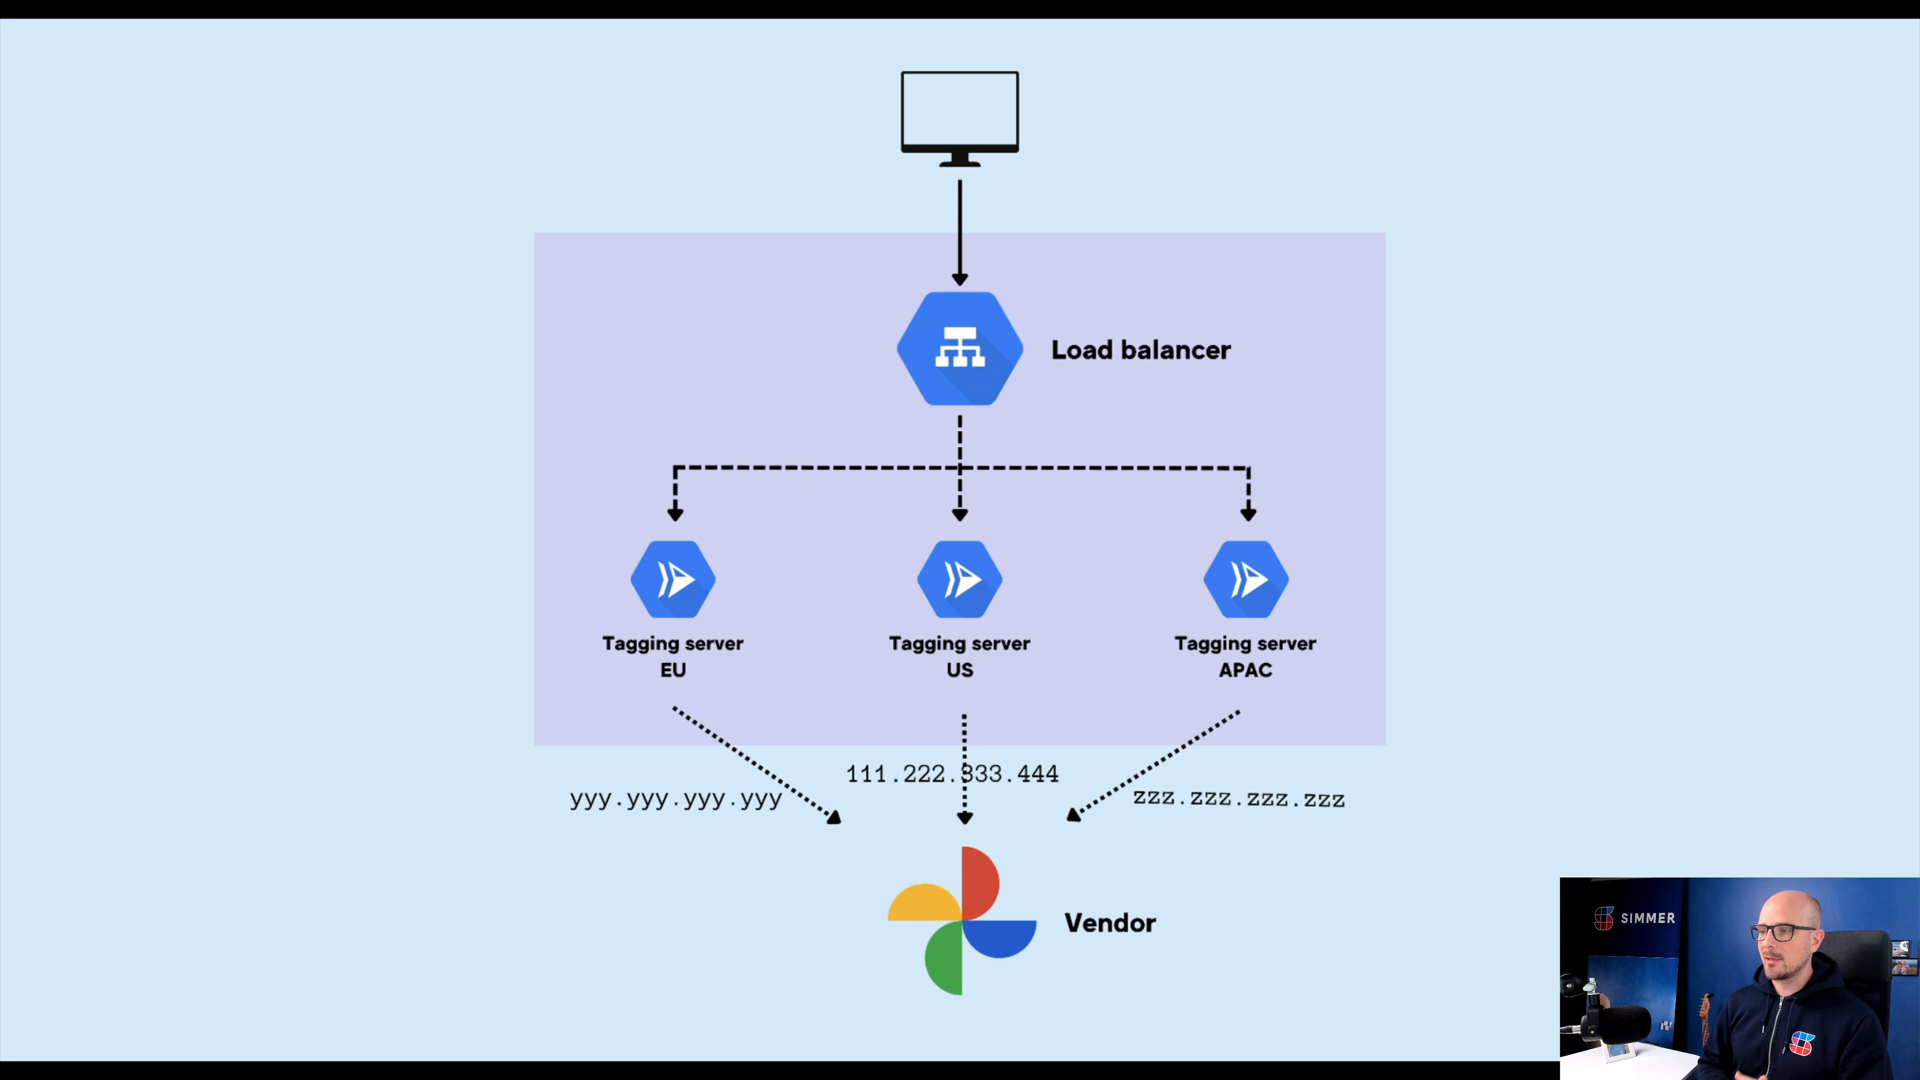 Load balancer
Tagging server
EU
Tagging server
US
Tagging server
APAC
111.222.333.444
yyy.yyy.yyy.yyy
zzz.zzz.zzz.zzz
Vendor
SIMMER